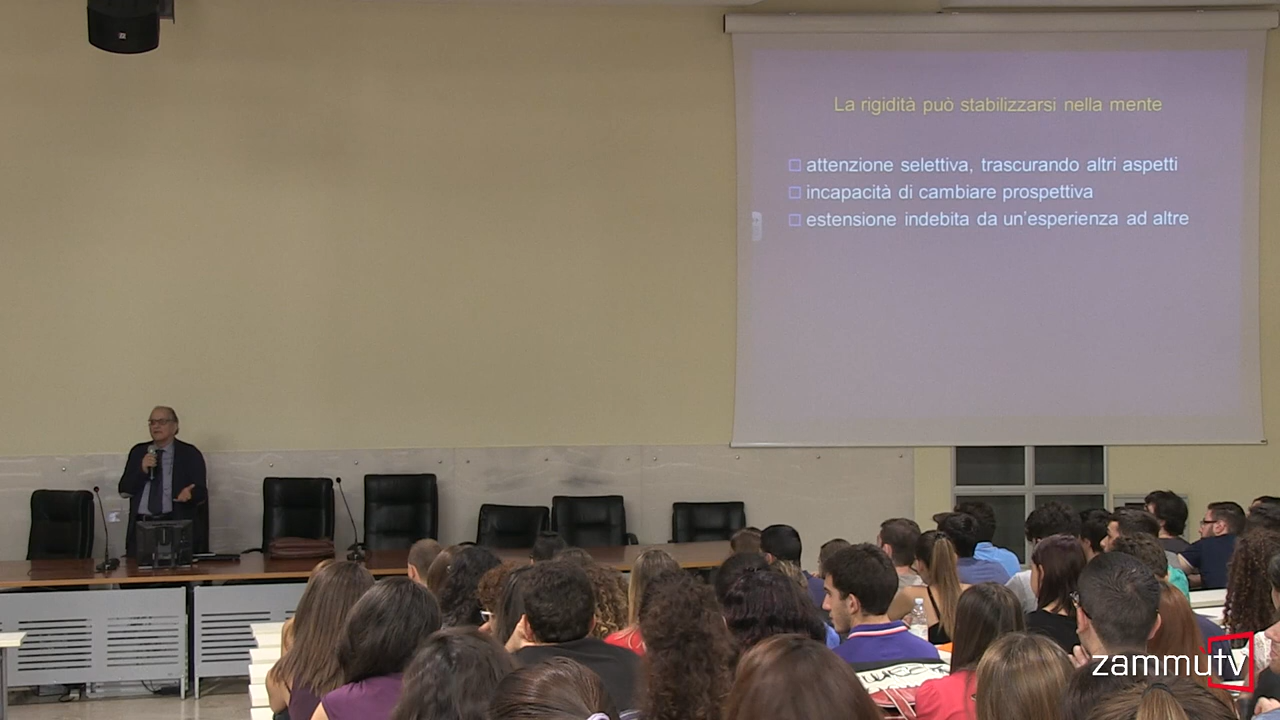 La rigidità può stabilizzarsi nella mente
attenzione selettiva, trascurando altri aspetti
incapacità di cambiare prospettiva
estensione indebita da un'esperienza ad altre
zammutv